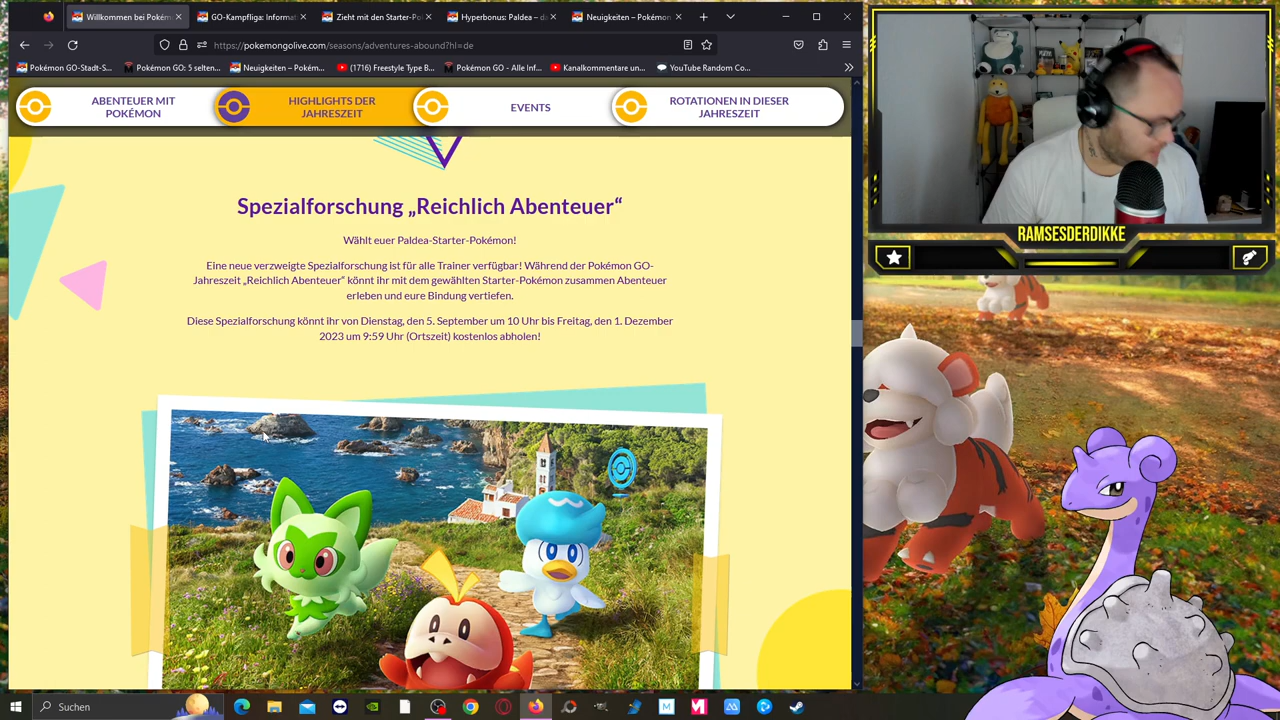 Willkommen bei Pokém
GO-Kampfliga: Informat
Zieht mit den Starter-Po
Hyperbonus: Paldea – da
Neuigkeiten – Pokémon
https://pokemongolive.com/seasons/adventures-abound?hl=de
Pokémon GO-Stadt-S...
Pokémon GO: 5 selten...
Neuigkeiten – Pokém...
(1716) Freestyle Type B...
Pokémon GO - Alle Inf...
Kanalkommentare un...
YouTube Random Co...
ABENTEUER MIT
POKÉMON
HIGHLIGHTS DER
JAHRESZEIT
EVENTS
ROTATIONEN IN DIESER
JAHRESZEIT
Spezialforschung „Reichlich Abenteuer“
Wählt euer Paldea-Starter-Pokémon!
Eine neue verzweigte Spezialforschung ist für alle Trainer verfügbar! Während der Pokémon GO-
Jahreszeit „Reichlich Abenteuer“ könnt ihr mit dem gewählten Starter-Pokémon zusammen Abenteuer
erleben und eure Bindung vertiefen.
Diese Spezialforschung könnt ihr von Dienstag, den 5. September um 10 Uhr bis Freitag, den 1. Dezember
2023 um 9:59 Uhr (Ortszeit) kostenlos abholen!
RAMSESDERDIKKE
Suchen